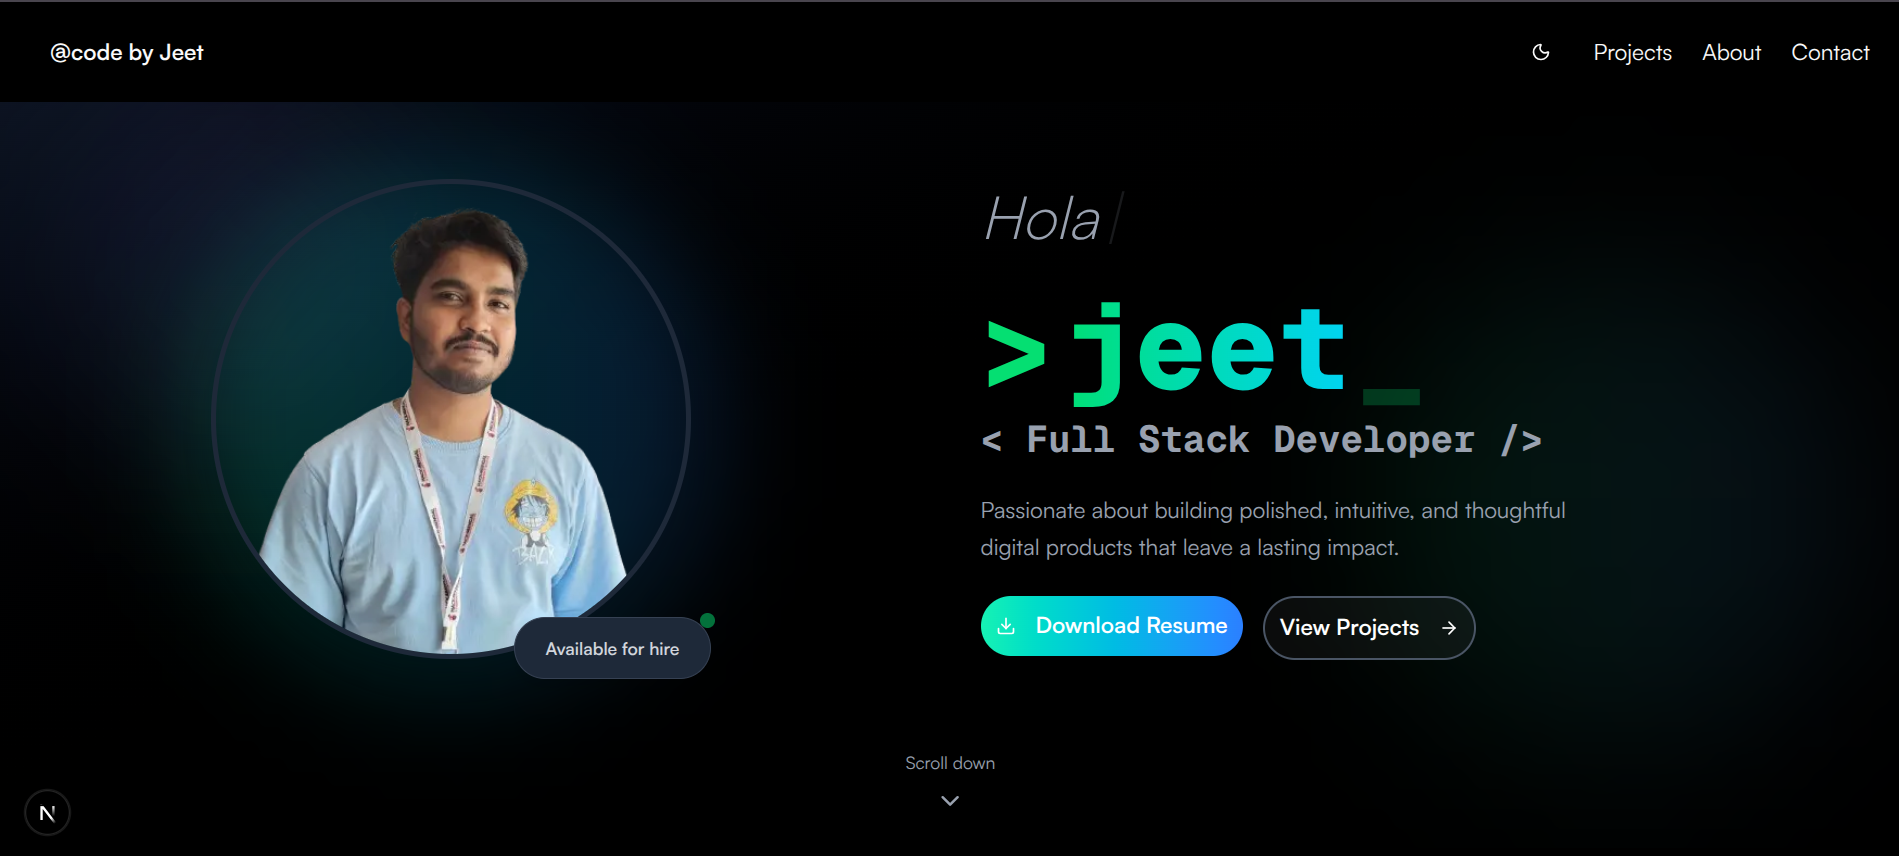 @code by Jeet
Projects About Contact
Hola
>jeet_
< Full Stack Developer />
Passionate about building polished, intuitive, and thoughtful
digital products that leave a lasting impact.
Download Resume
View Projects
Available for hire
Scroll down
N